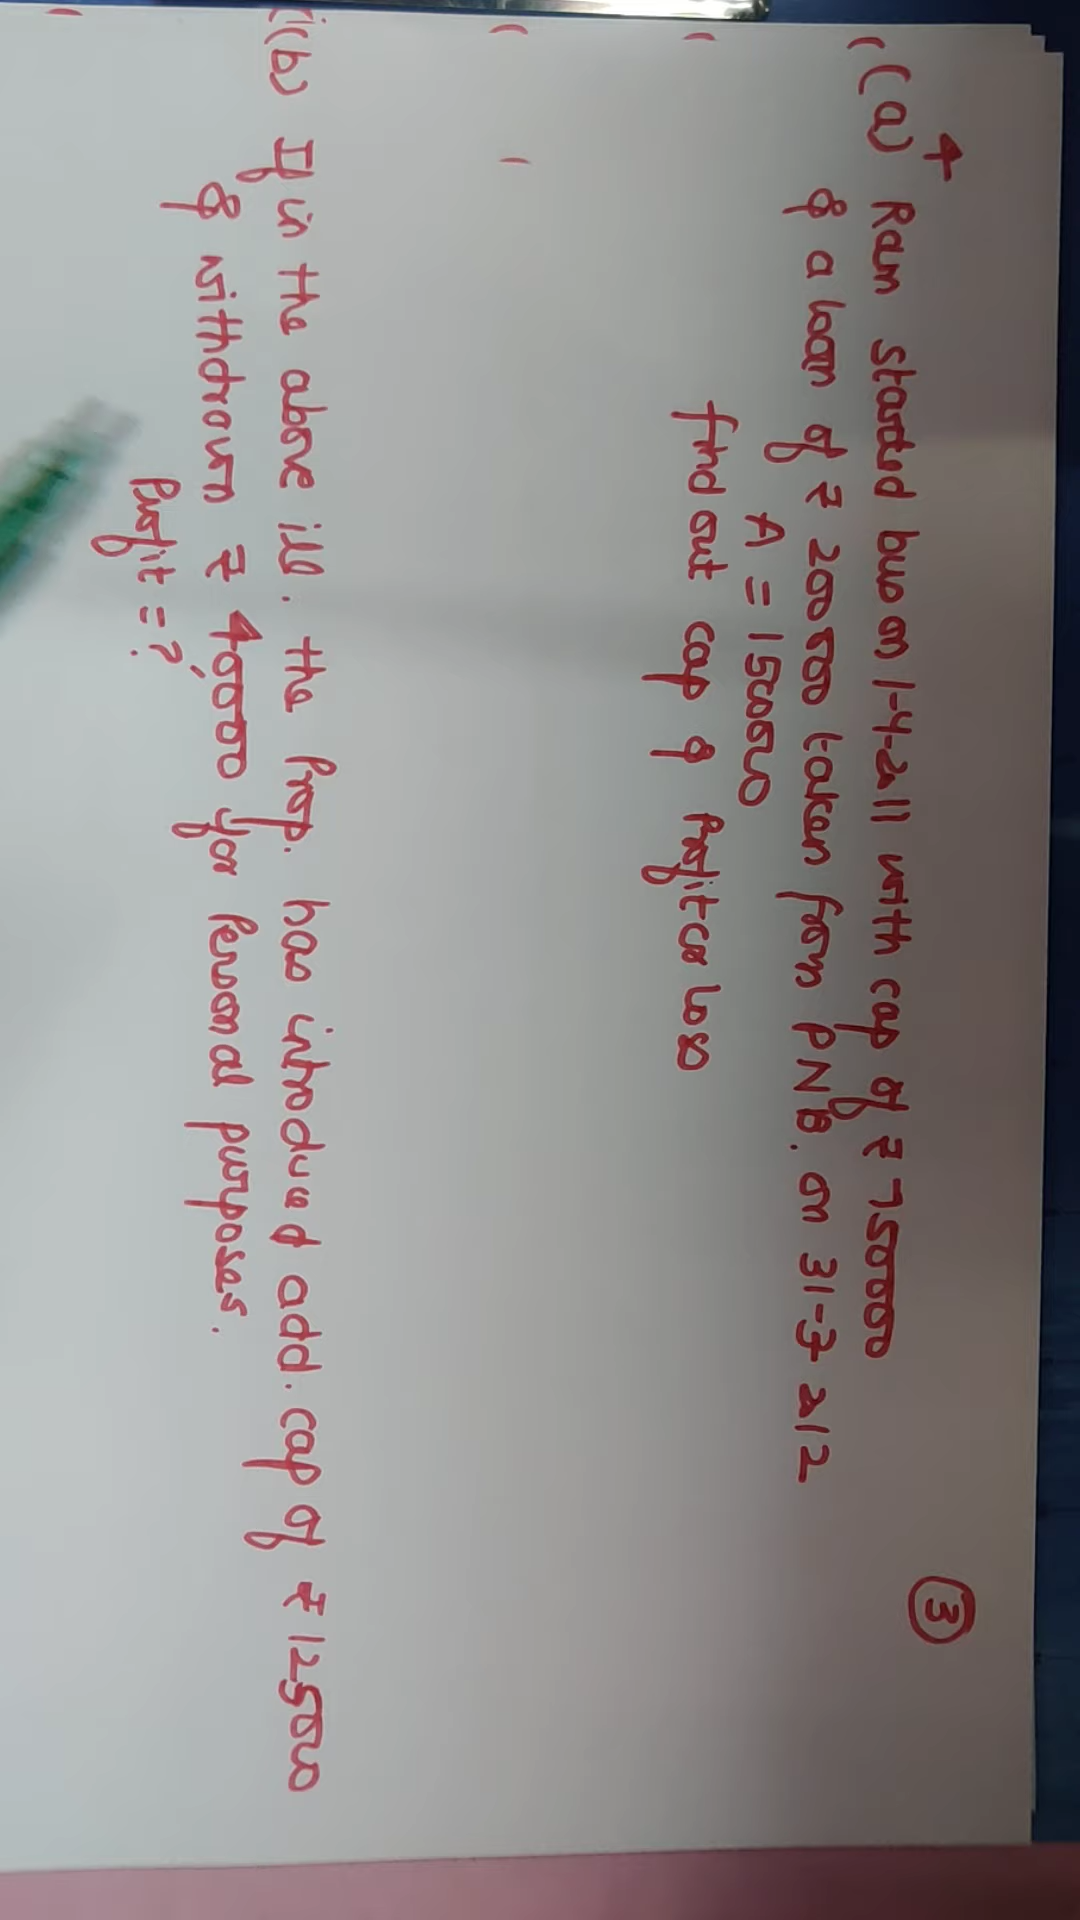 4
3
(a) Ram started bus on 1-4-2011 with cap of ₹ 750000
& a loan of ₹ 200000 taken from PNB. on 31-3-2012
A = 1500000
find out cap & Profit or loss
(b) If in the above ill. the Prop. has introduced add. cap of ₹ 125000
& withdrawn ₹ 40000 for Personal purposes.
Profit = ?